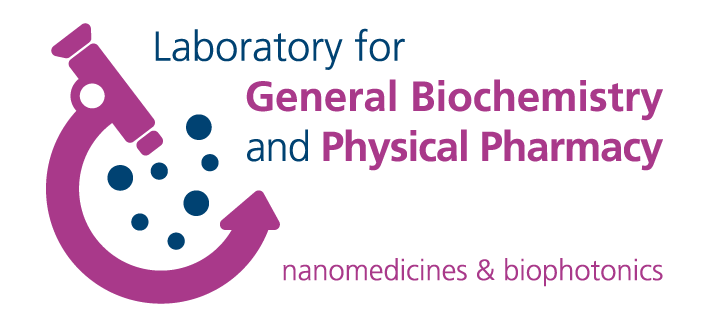 Laboratory for
General Biochemistry
and Physical Pharmacy
nanomedicines & biophotonics